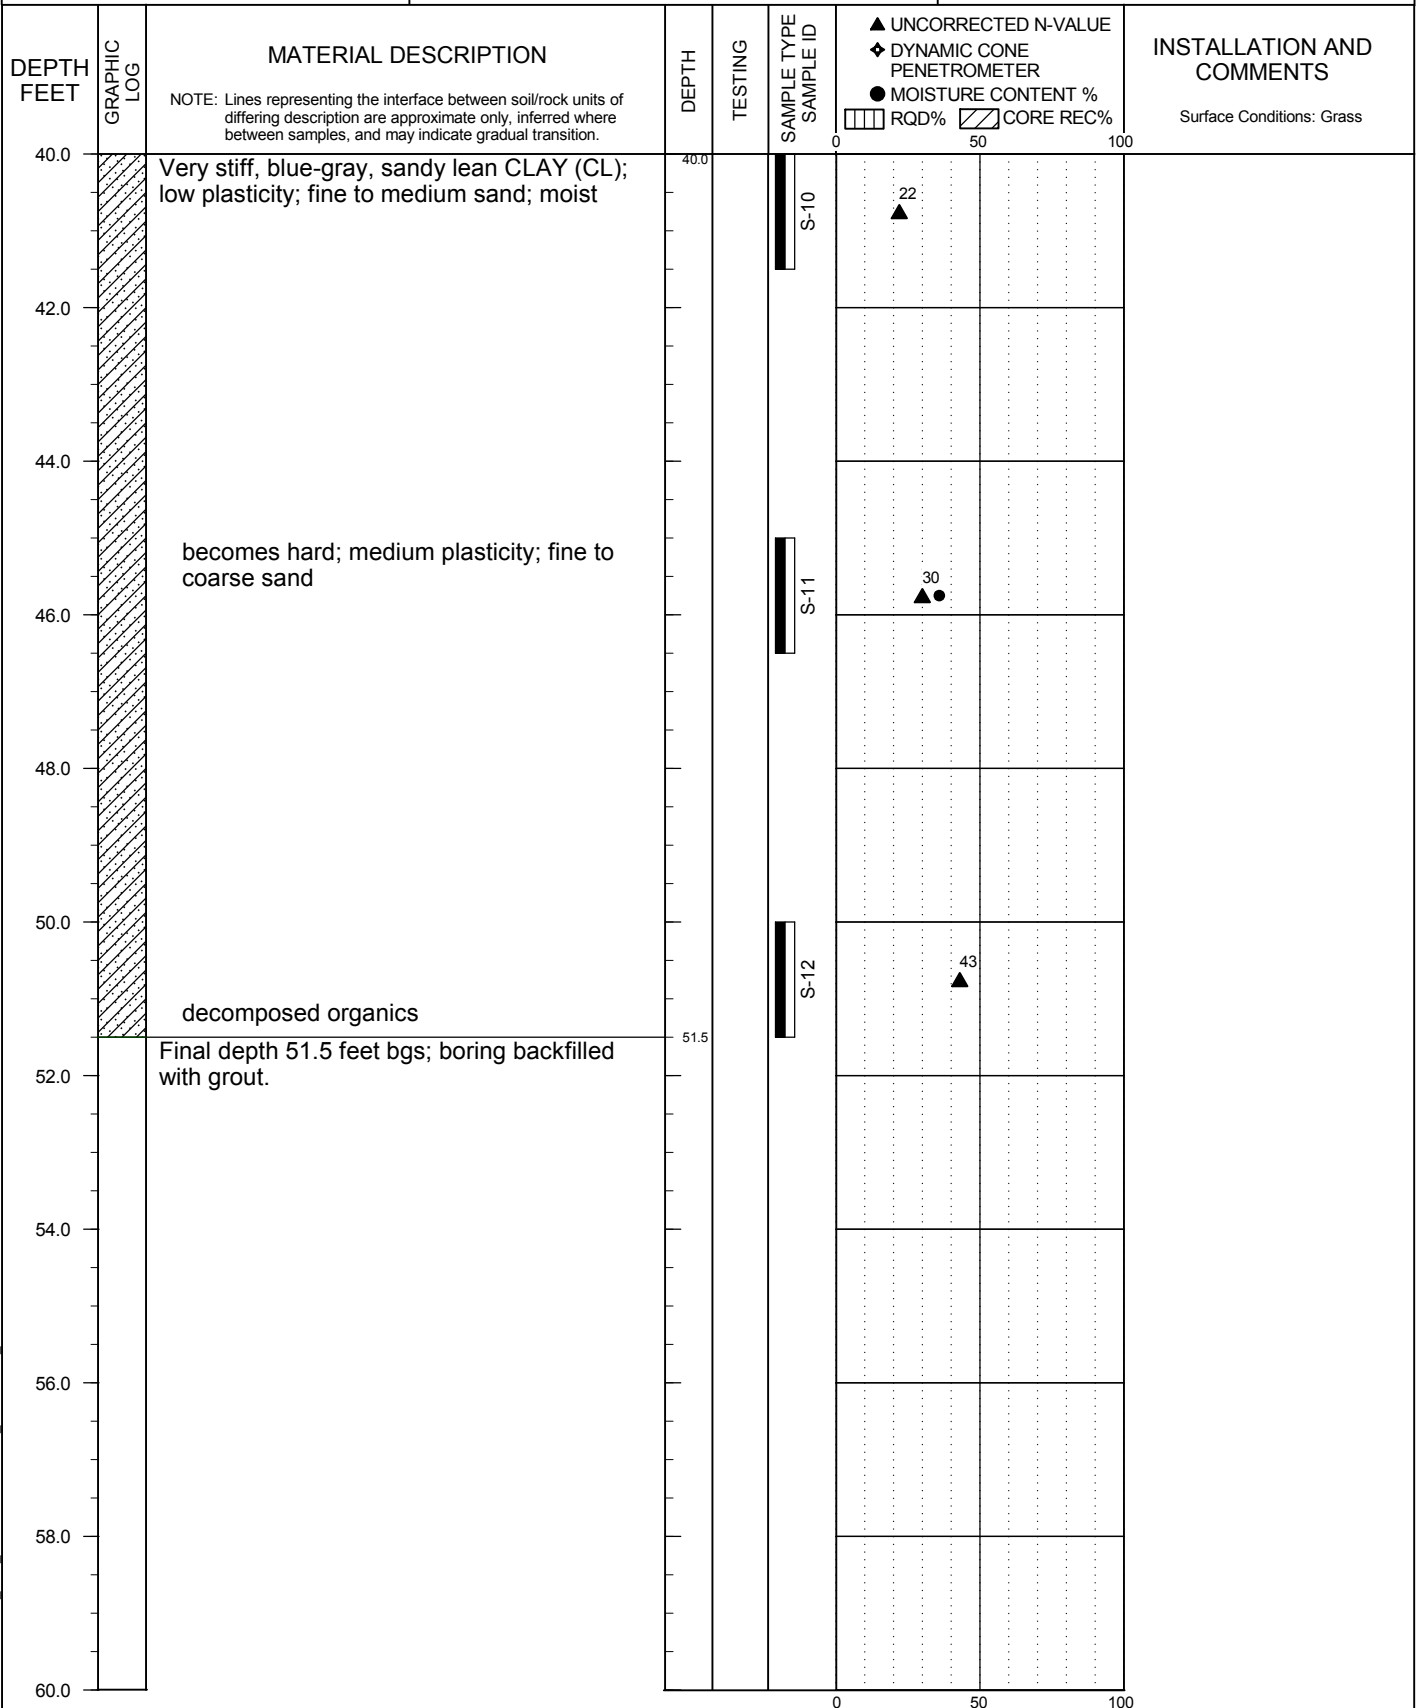 DEPTH
FEET
GRAPHIC
LOG
MATERIAL DESCRIPTION
NOTE: Lines representing the interface between soil/rock units of
differing description are approximate only, inferred where
between samples, and may indicate gradual transition.
DEPTH
TESTING
SAMPLE TYPE
SAMPLE ID
UNCORRECTED N-VALUE
DYNAMIC CONE
PENETROMETER
MOISTURE CONTENT %
RQD% CORE REC%
0 50 100
INSTALLATION AND
COMMENTS
Surface Conditions: Grass
40.0
Very stiff, blue-gray, sandy lean CLAY (CL);
low plasticity; fine to medium sand; moist
40.0
S-10
22
42.0
44.0
becomes hard; medium plasticity; fine to
coarse sand
S-11
30
46.0
48.0
50.0
S-12
43
decomposed organics
51.5
Final depth 51.5 feet bgs; boring backfilled
with grout.
52.0
54.0
56.0
58.0
60.0
0 50 100